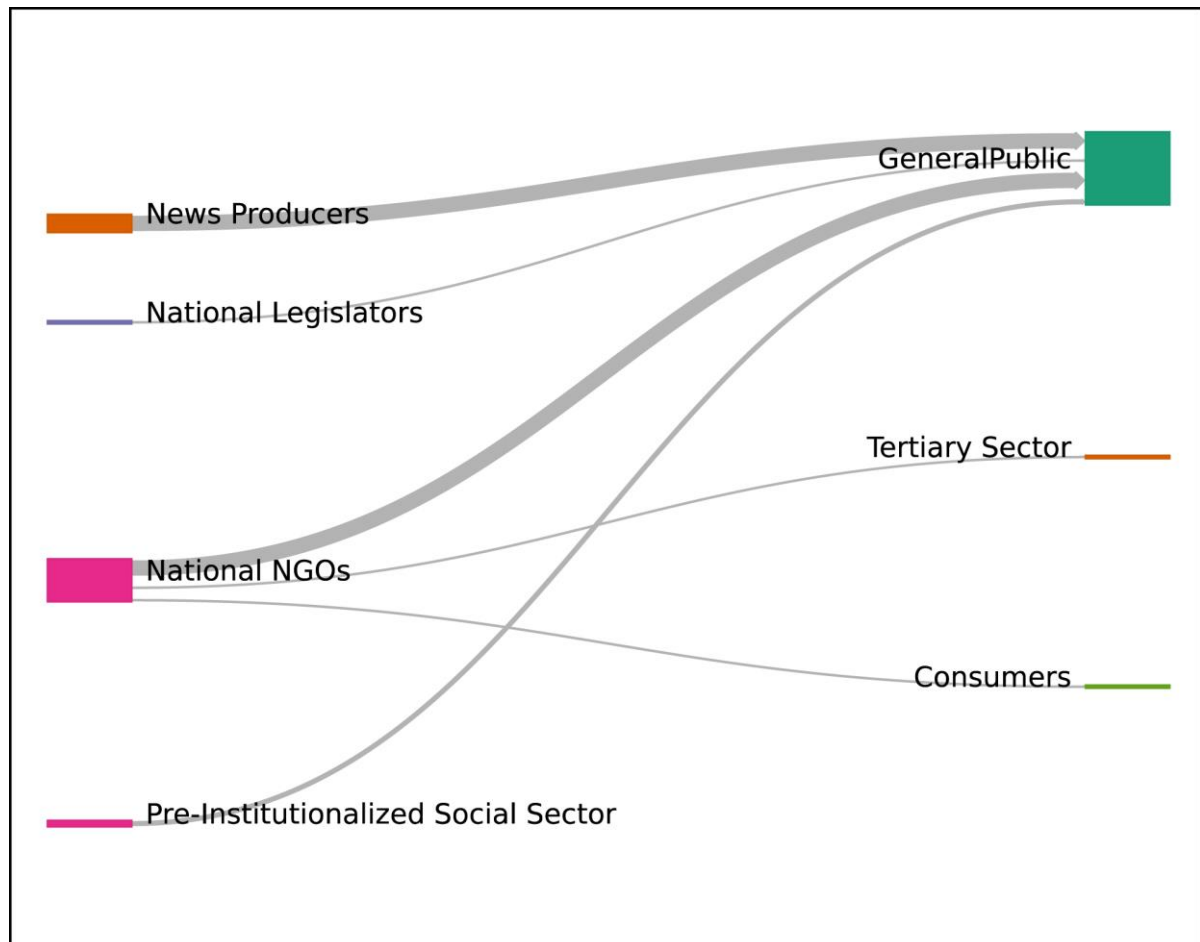 GeneralPublic
News Producers
National Legislators
Tertiary Sector
National NGOs
Consumers
Pre-Institutionalized Social Sector